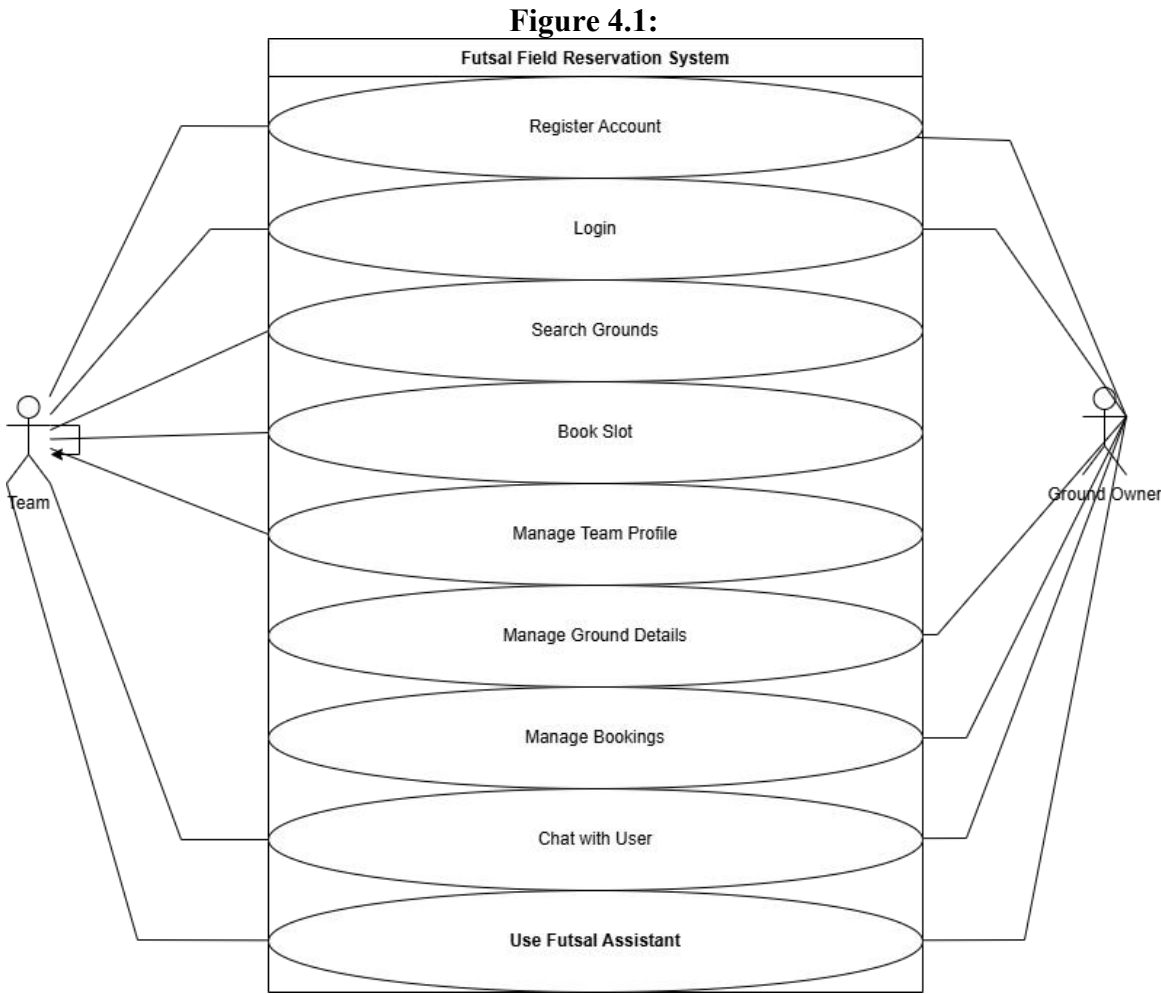 Figure 4.1:
Futsal Field Reservation System
Register Account
Login
Search Grounds
Book Slot
Manage Team Profile
Manage Ground Details
Manage Bookings
Chat with User
Use Futsal Assistant
Team
Ground Owner